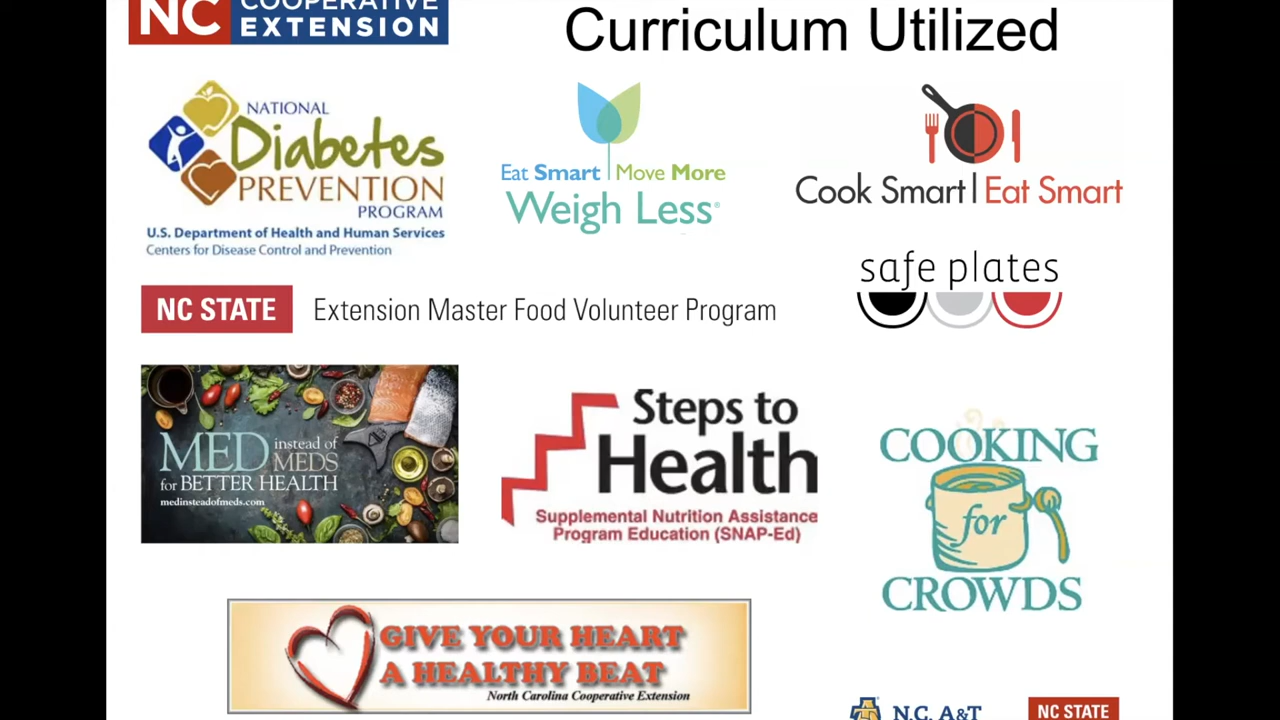 NC COOPERATIVE
EXTENSION
Curriculum Utilized
NATIONAL
Diabetes
PREVENTION
PROGRAM
U.S. Department of Health and Human Services
Centers for Disease Control and Prevention
Eat Smart | Move More
Weigh Less®
Cook Smart | Eat Smart
safe plates
NC STATE Extension Master Food Volunteer Program
MED instead of
MEDS
for BETTER HEALTH
medinsteadofmeds.com
Steps to
Health
Supplemental Nutrition Assistance
Program Education (SNAP-Ed)
COOKING
for
CROWDS
GIVE YOUR HEART
A HEALTHY BEAT
North Carolina Cooperative Extension
N.C. A&T
NC STATE